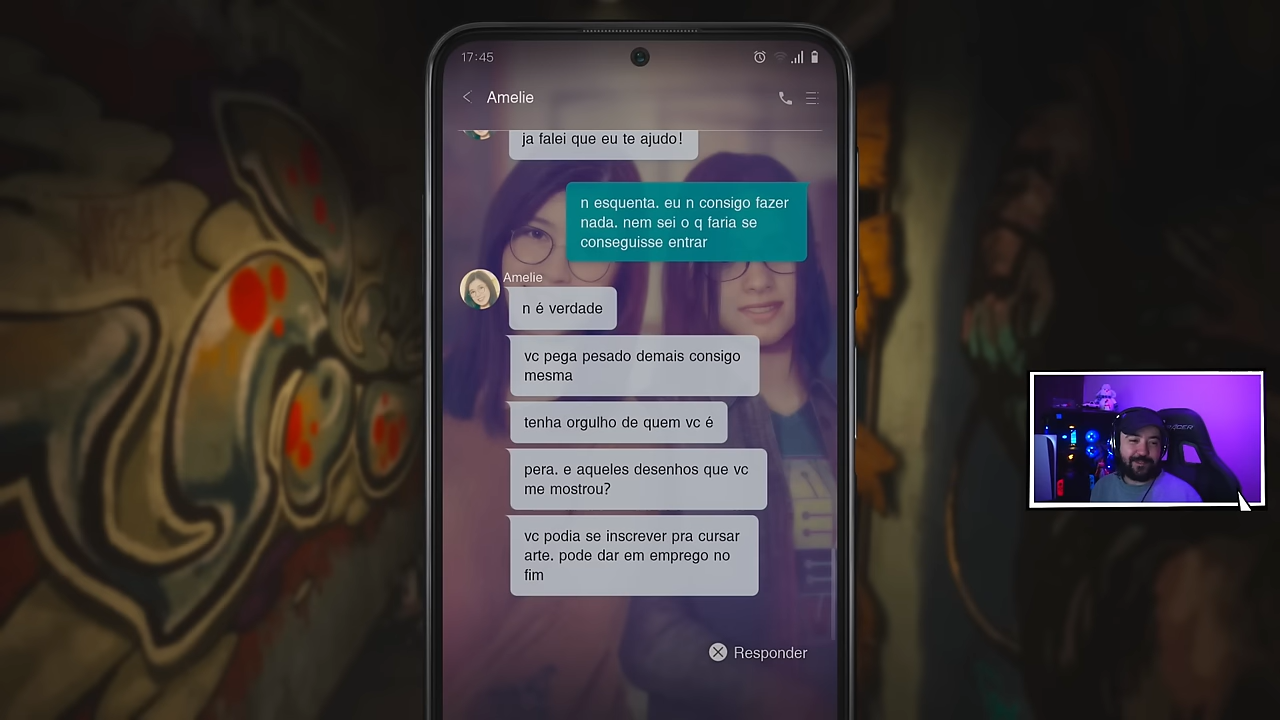 17:45
Amelie
ja falei que eu te ajudo!
n esquenta. eu n consigo fazer
nada. nem sei o q faria se
conseguisse entrar
Amelie
n é verdade
vc pega pesado demais consigo
mesma
tenha orgulho de quem vc é
pera. e aqueles desenhos que vc
me mostrou?
vc podia se inscrever pra cursar
arte. pode dar em emprego no
fim
Responder